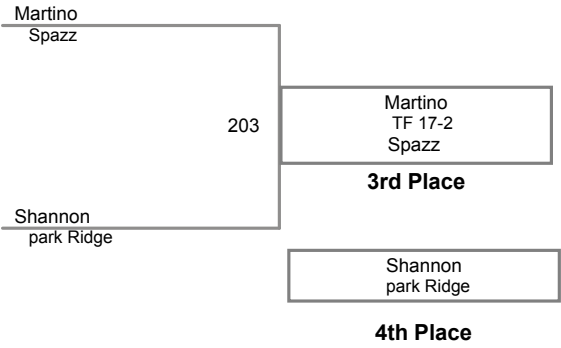 Martino
Spazz
203
Martino
TF 17-2
Spazz
3rd Place
Shannon
park Ridge
Shannon
park Ridge
4th Place